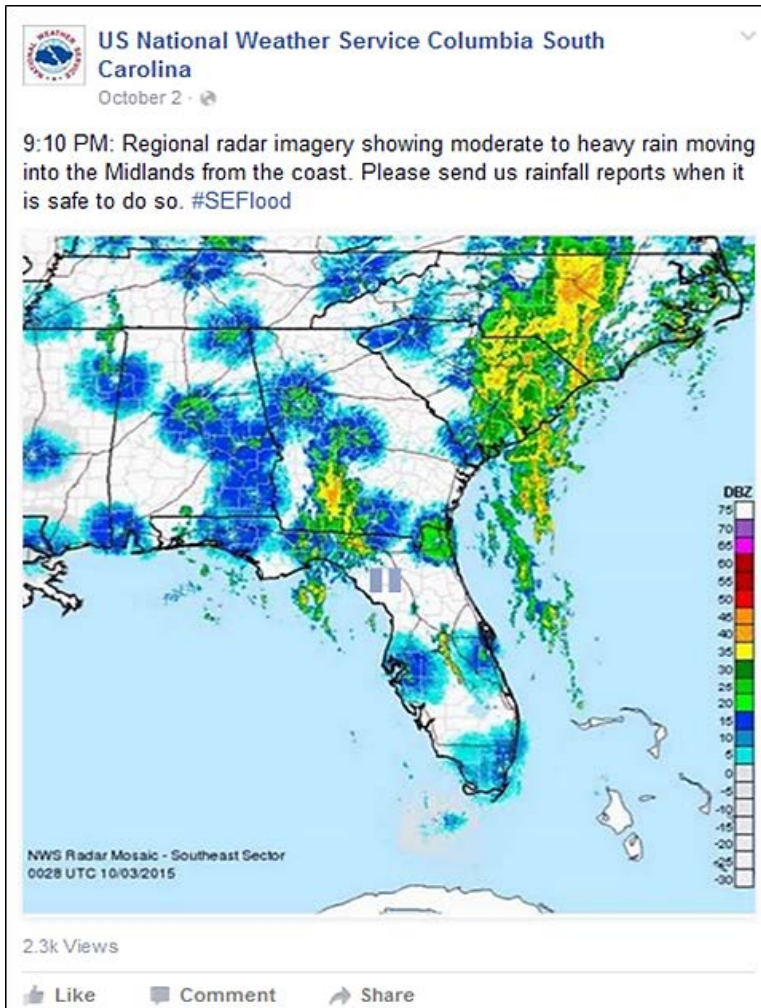 US National Weather Service Columbia South
Carolina
October 2 ·
9:10 PM: Regional radar imagery showing moderate to heavy rain moving
into the Midlands from the coast. Please send us rainfall reports when it
is safe to do so. #SEFlood
DBZ
75
70
65
60
55
50
45
40
35
30
25
20
15
10
5
0
-5
-10
-15
-20
-25
-30
NWS Radar Mosaic - Southeast Sector
0028 UTC 10/03/2015
2.3k Views
Like Comment Share